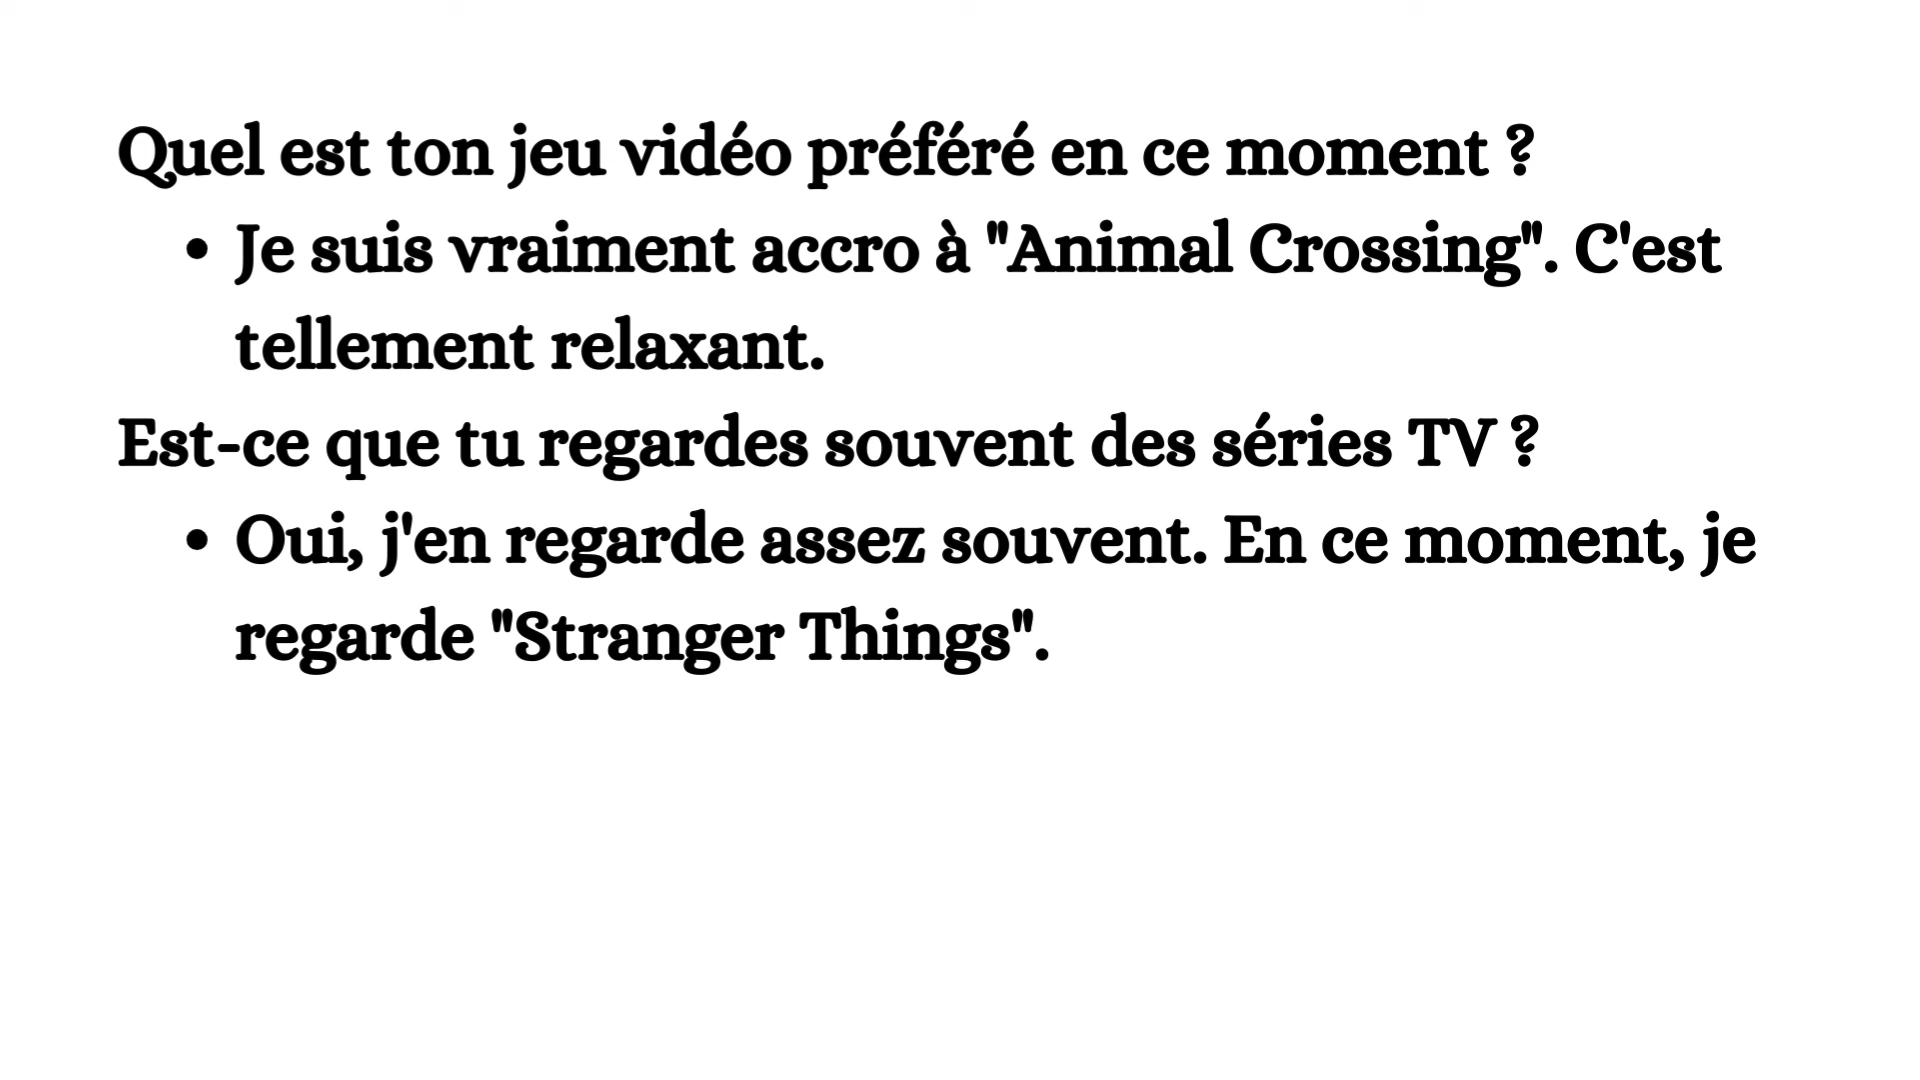 Quel est ton jeu vidéo préféré en ce moment ?
• Je suis vraiment accro à "Animal Crossing". C'est
tellement relaxant.
Est-ce que tu regardes souvent des séries TV ?
• Oui, j'en regarde assez souvent. En ce moment, je
regarde "Stranger Things".